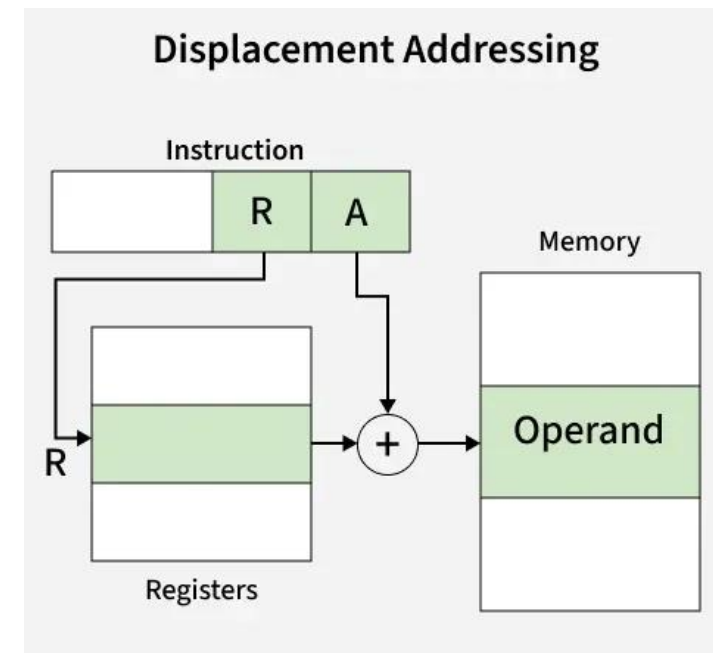 Displacement Addressing
Instruction
R A
Memory
Operand
+
R
Registers